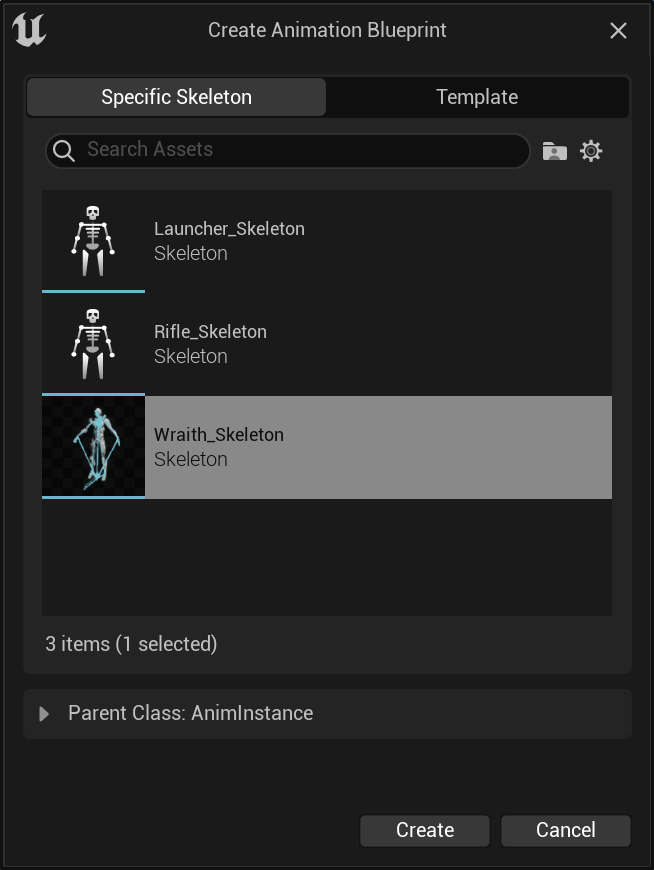 Create Animation Blueprint
Specific Skeleton
Template
Search Assets
Launcher_Skeleton
Skeleton
Rifle_Skeleton
Skeleton
Wraith_Skeleton
Skeleton
3 items (1 selected)
Parent Class: AnimInstance
Create
Cancel